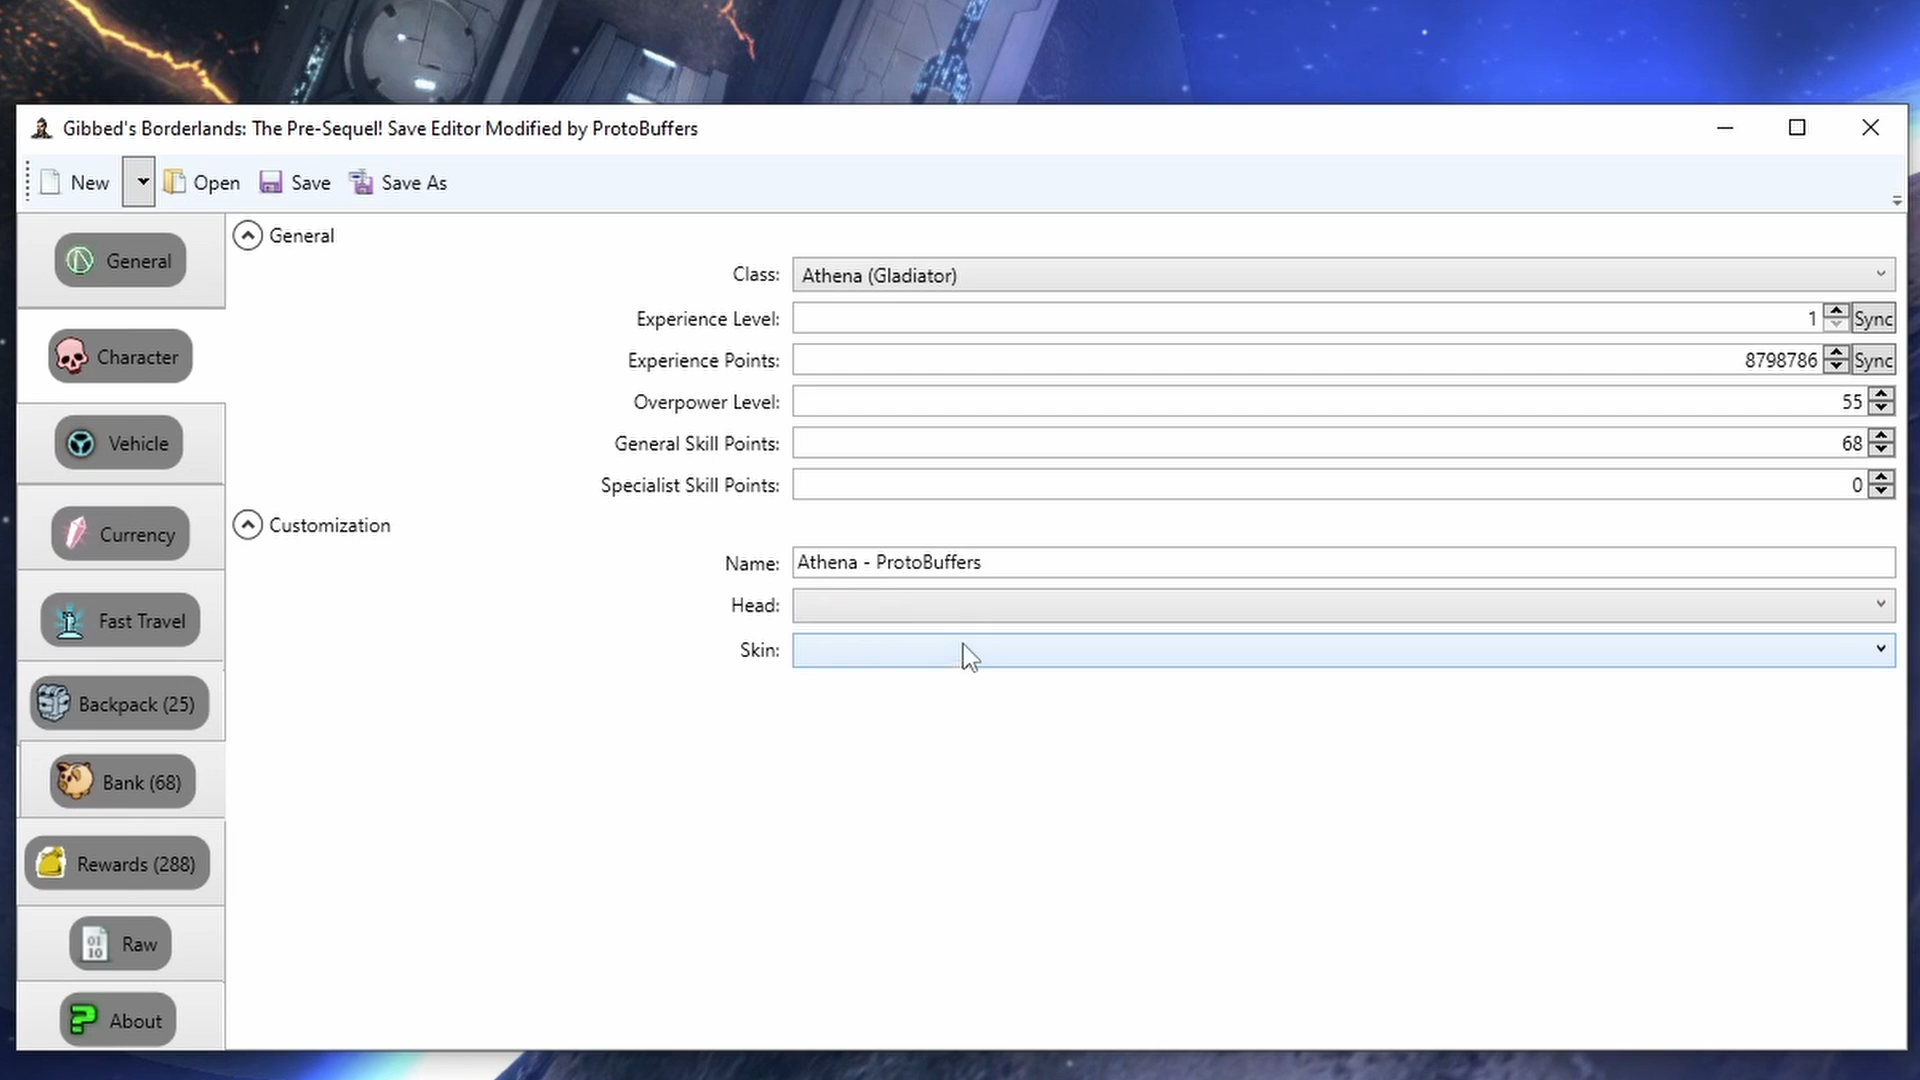 Gibbed's Borderlands: The Pre-Sequel! Save Editor Modified by ProtoBuffers
New Open Save Save As
General
Character
Vehicle
Currency
Fast Travel
Backpack (25)
Bank (68)
Rewards (288)
01
10
Raw
About
General
Class: Athena (Gladiator)
Experience Level: 1 Sync
Experience Points: 8798786 Sync
Overpower Level: 55
General Skill Points: 68
Specialist Skill Points: 0
Customization
Name: Athena - ProtoBuffers
Head:
Skin: